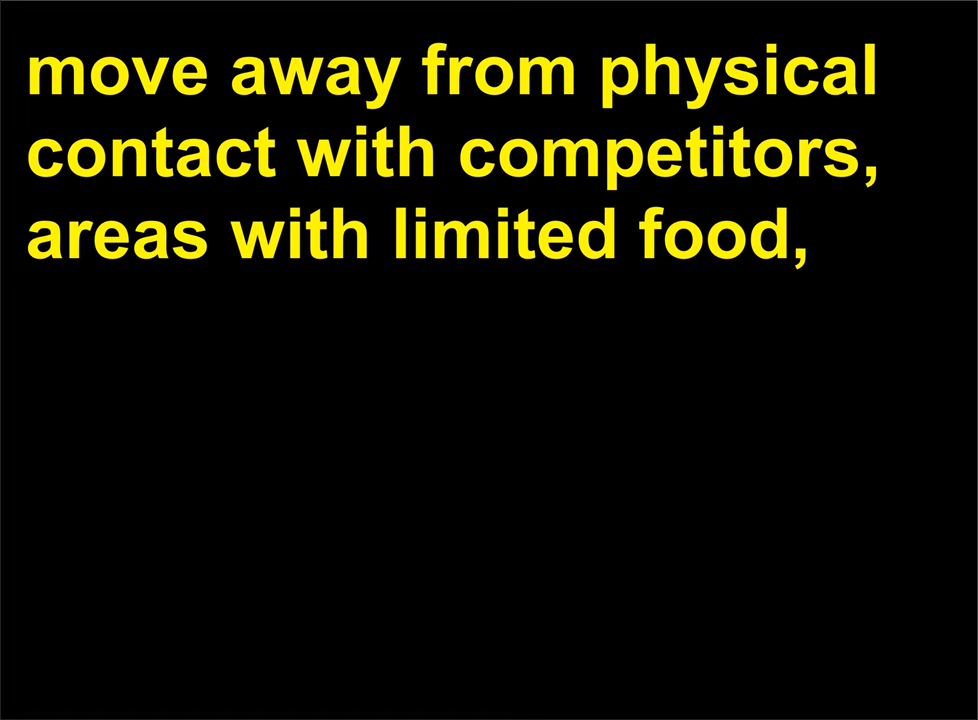 move away from physical
contact with competitors,
areas with limited food,